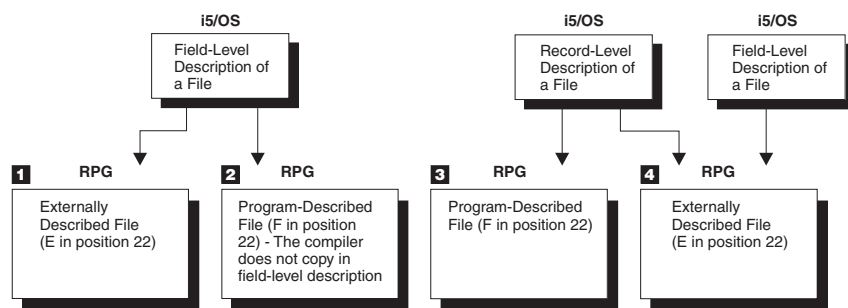 i5/OS
i5/OS
i5/OS
Field-Level
Description of
a File
Record-Level
Description of
a File
Field-Level
Description of
a File
1 RPG
2 RPG
3 RPG
4 RPG
Externally
Described File
(E in position 22)
Program-Described
File (F in position
22) - The compiler
does not copy in
field-level description
Program-Described
File (F in position 22)
Externally
Described File
(E in position 22)